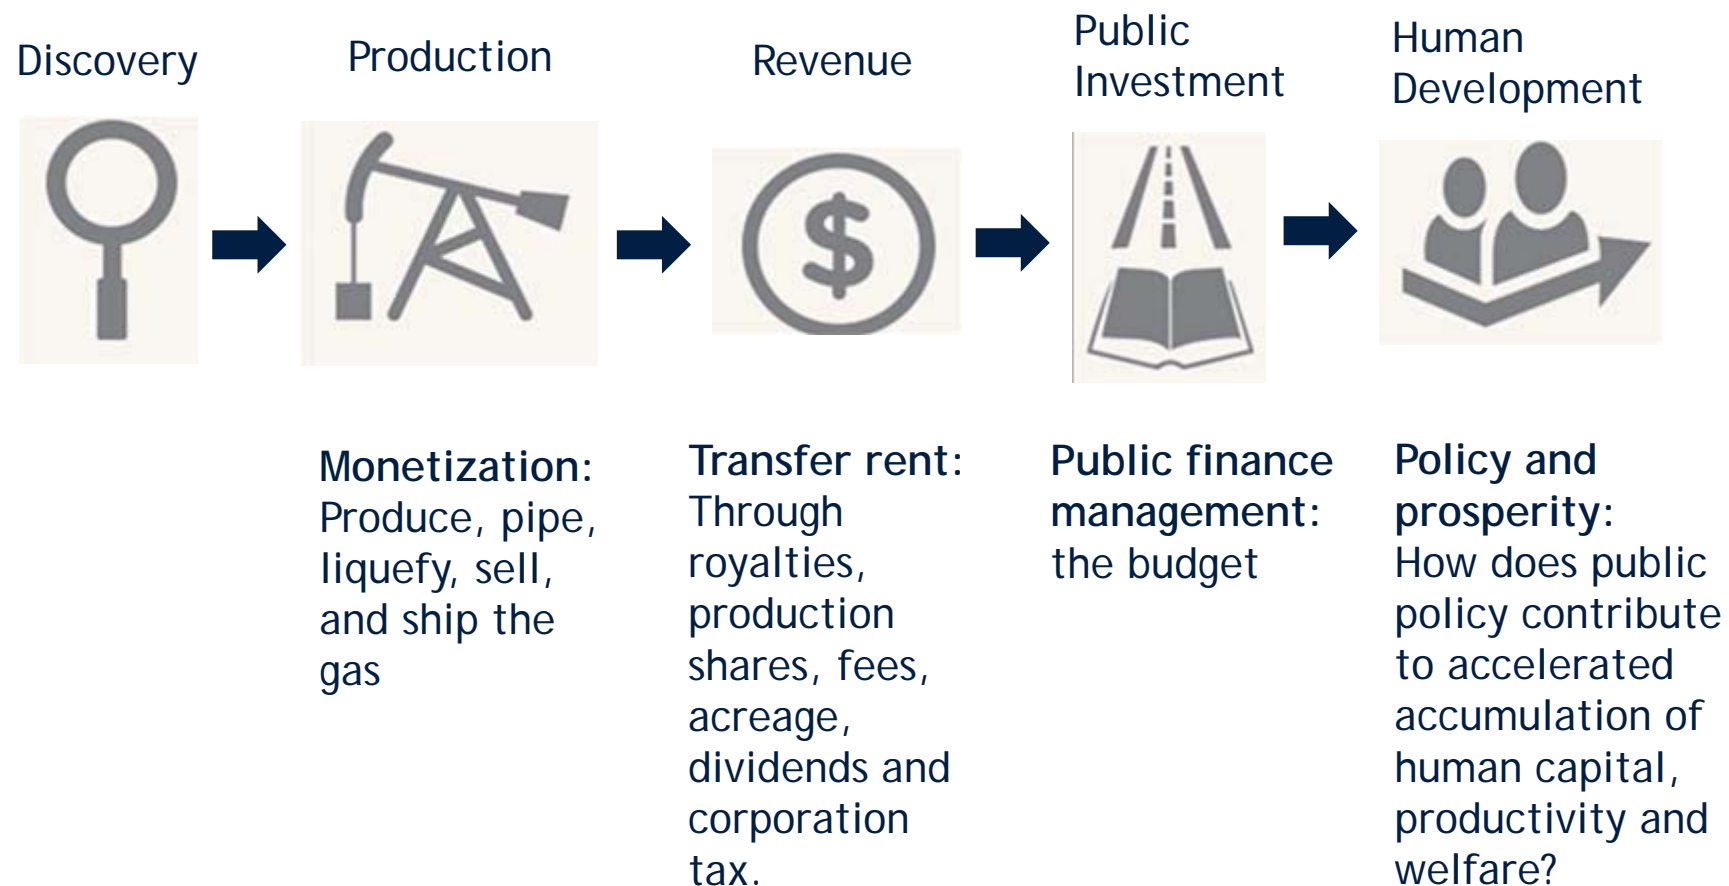 Discovery
Production
Revenue
Public
Investment
Human
Development
$
Monetization:
Produce, pipe,
liquefy, sell,
and ship the
gas
Transfer rent:
Through
royalties,
production
shares, fees,
acreage,
dividends and
corporation
tax.
Public finance
management:
the budget
Policy and
prosperity:
How does public
policy contribute
to accelerated
accumulation of
human capital,
productivity and
welfare?